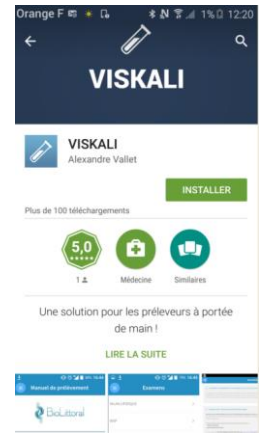 Orange F 1% 12:20
VISKALI
VISKALI
Alexandre Vallet
INSTALLER
Plus de 100 téléchargements
5,0
1 Médecine Similaires
Une solution pour les préleveurs à portée
de main !
LIRE LA SUITE
Manuel de prélèvement Examens
BioLittoral